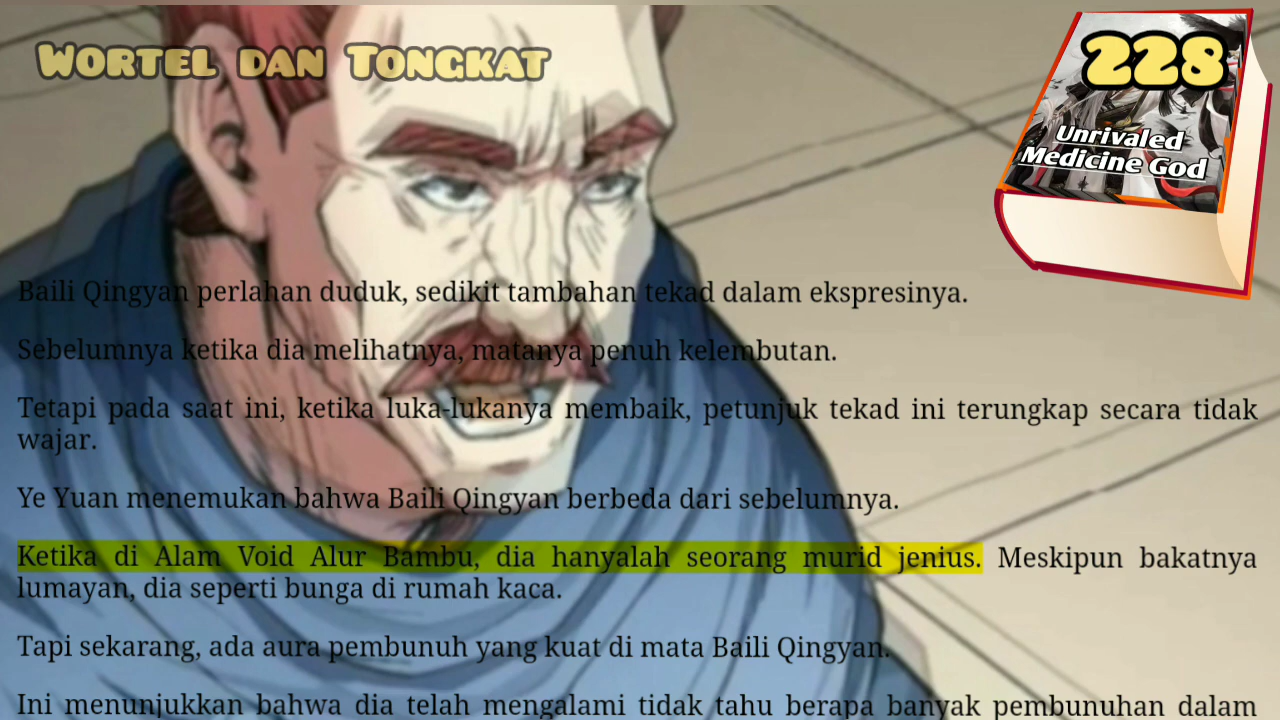 Wortel dan Tongkat
228
Unrivaled
Medicine God
Baili Qingyan perlahan duduk, sedikit tambahan tekad dalam ekspresinya.
Sebelumnya ketika dia melihatnya, matanya penuh kelembutan.
Tetapi pada saat ini, ketika luka-lukanya membaik, petunjuk tekad ini terungkap secara tidak
wajar.
Ye Yuan menemukan bahwa Baili Qingyan berbeda dari sebelumnya.
Ketika di Alam Void Alur Bambu, dia hanyalah seorang murid jenius. Meskipun bakatnya
lumayan, dia seperti bunga di rumah kaca.
Tapi sekarang, ada aura pembunuh yang kuat di mata Baili Qingyan.
Ini menunjukkan bahwa dia telah mengalami tidak tahu berapa banyak pembunuhan dalam